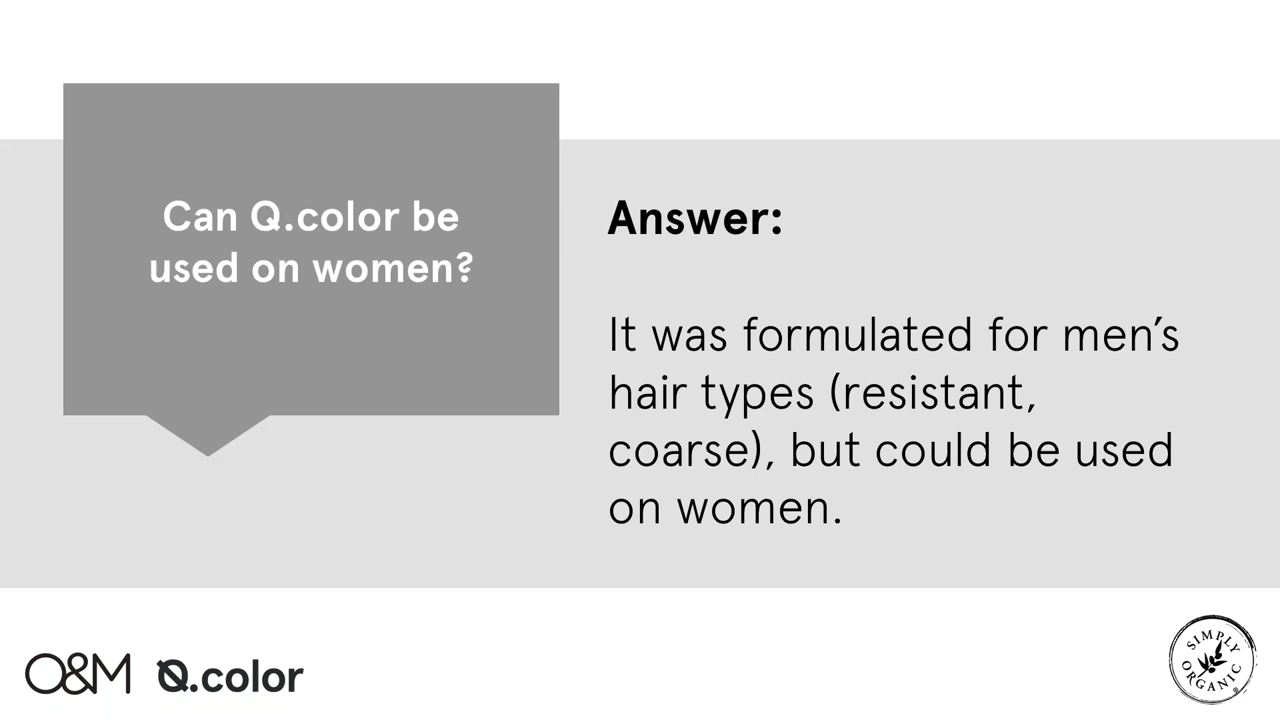 Can Q.color be
used on women?
Answer:
It was formulated for men’s
hair types (resistant,
coarse), but could be used
on women.
O&M Q.color
SIMPLY
ORGANIC